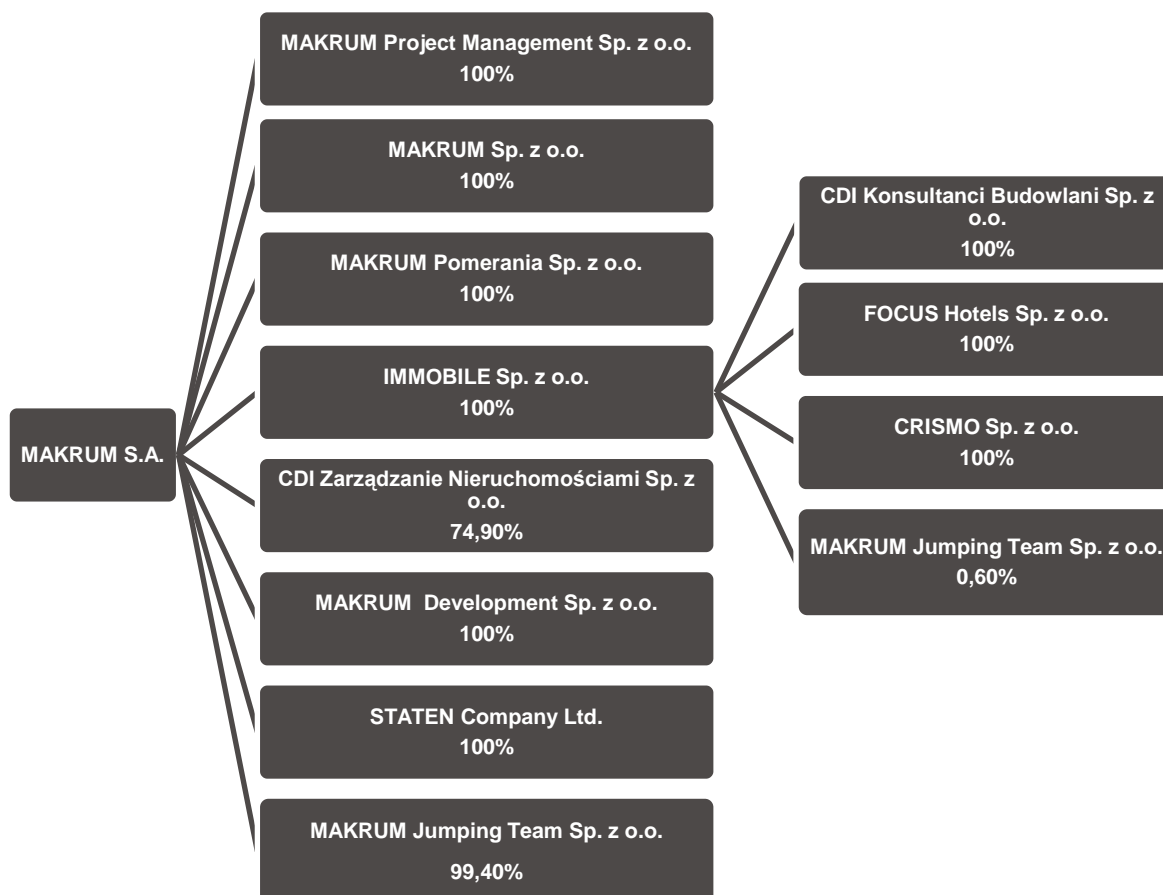 MAKRUM S.A.
MAKRUM Project Management Sp. z o.o.
100%
MAKRUM Sp. z o.o.
100%
MAKRUM Pomerania Sp. z o.o.
100%
IMMOBILE Sp. z o.o.
100%
CDI Zarządzanie Nieruchomościami Sp. z
o.o.
74,90%
MAKRUM  Development Sp. z o.o.
100%
STATEN Company Ltd.
100%
MAKRUM Jumping Team Sp. z o.o.
99,40%
CDI Konsultanci Budowlani Sp. z
o.o.
100%
FOCUS Hotels Sp. z o.o.
100%
CRISMO Sp. z o.o.
100%
MAKRUM Jumping Team Sp. z o.o.
0,60%